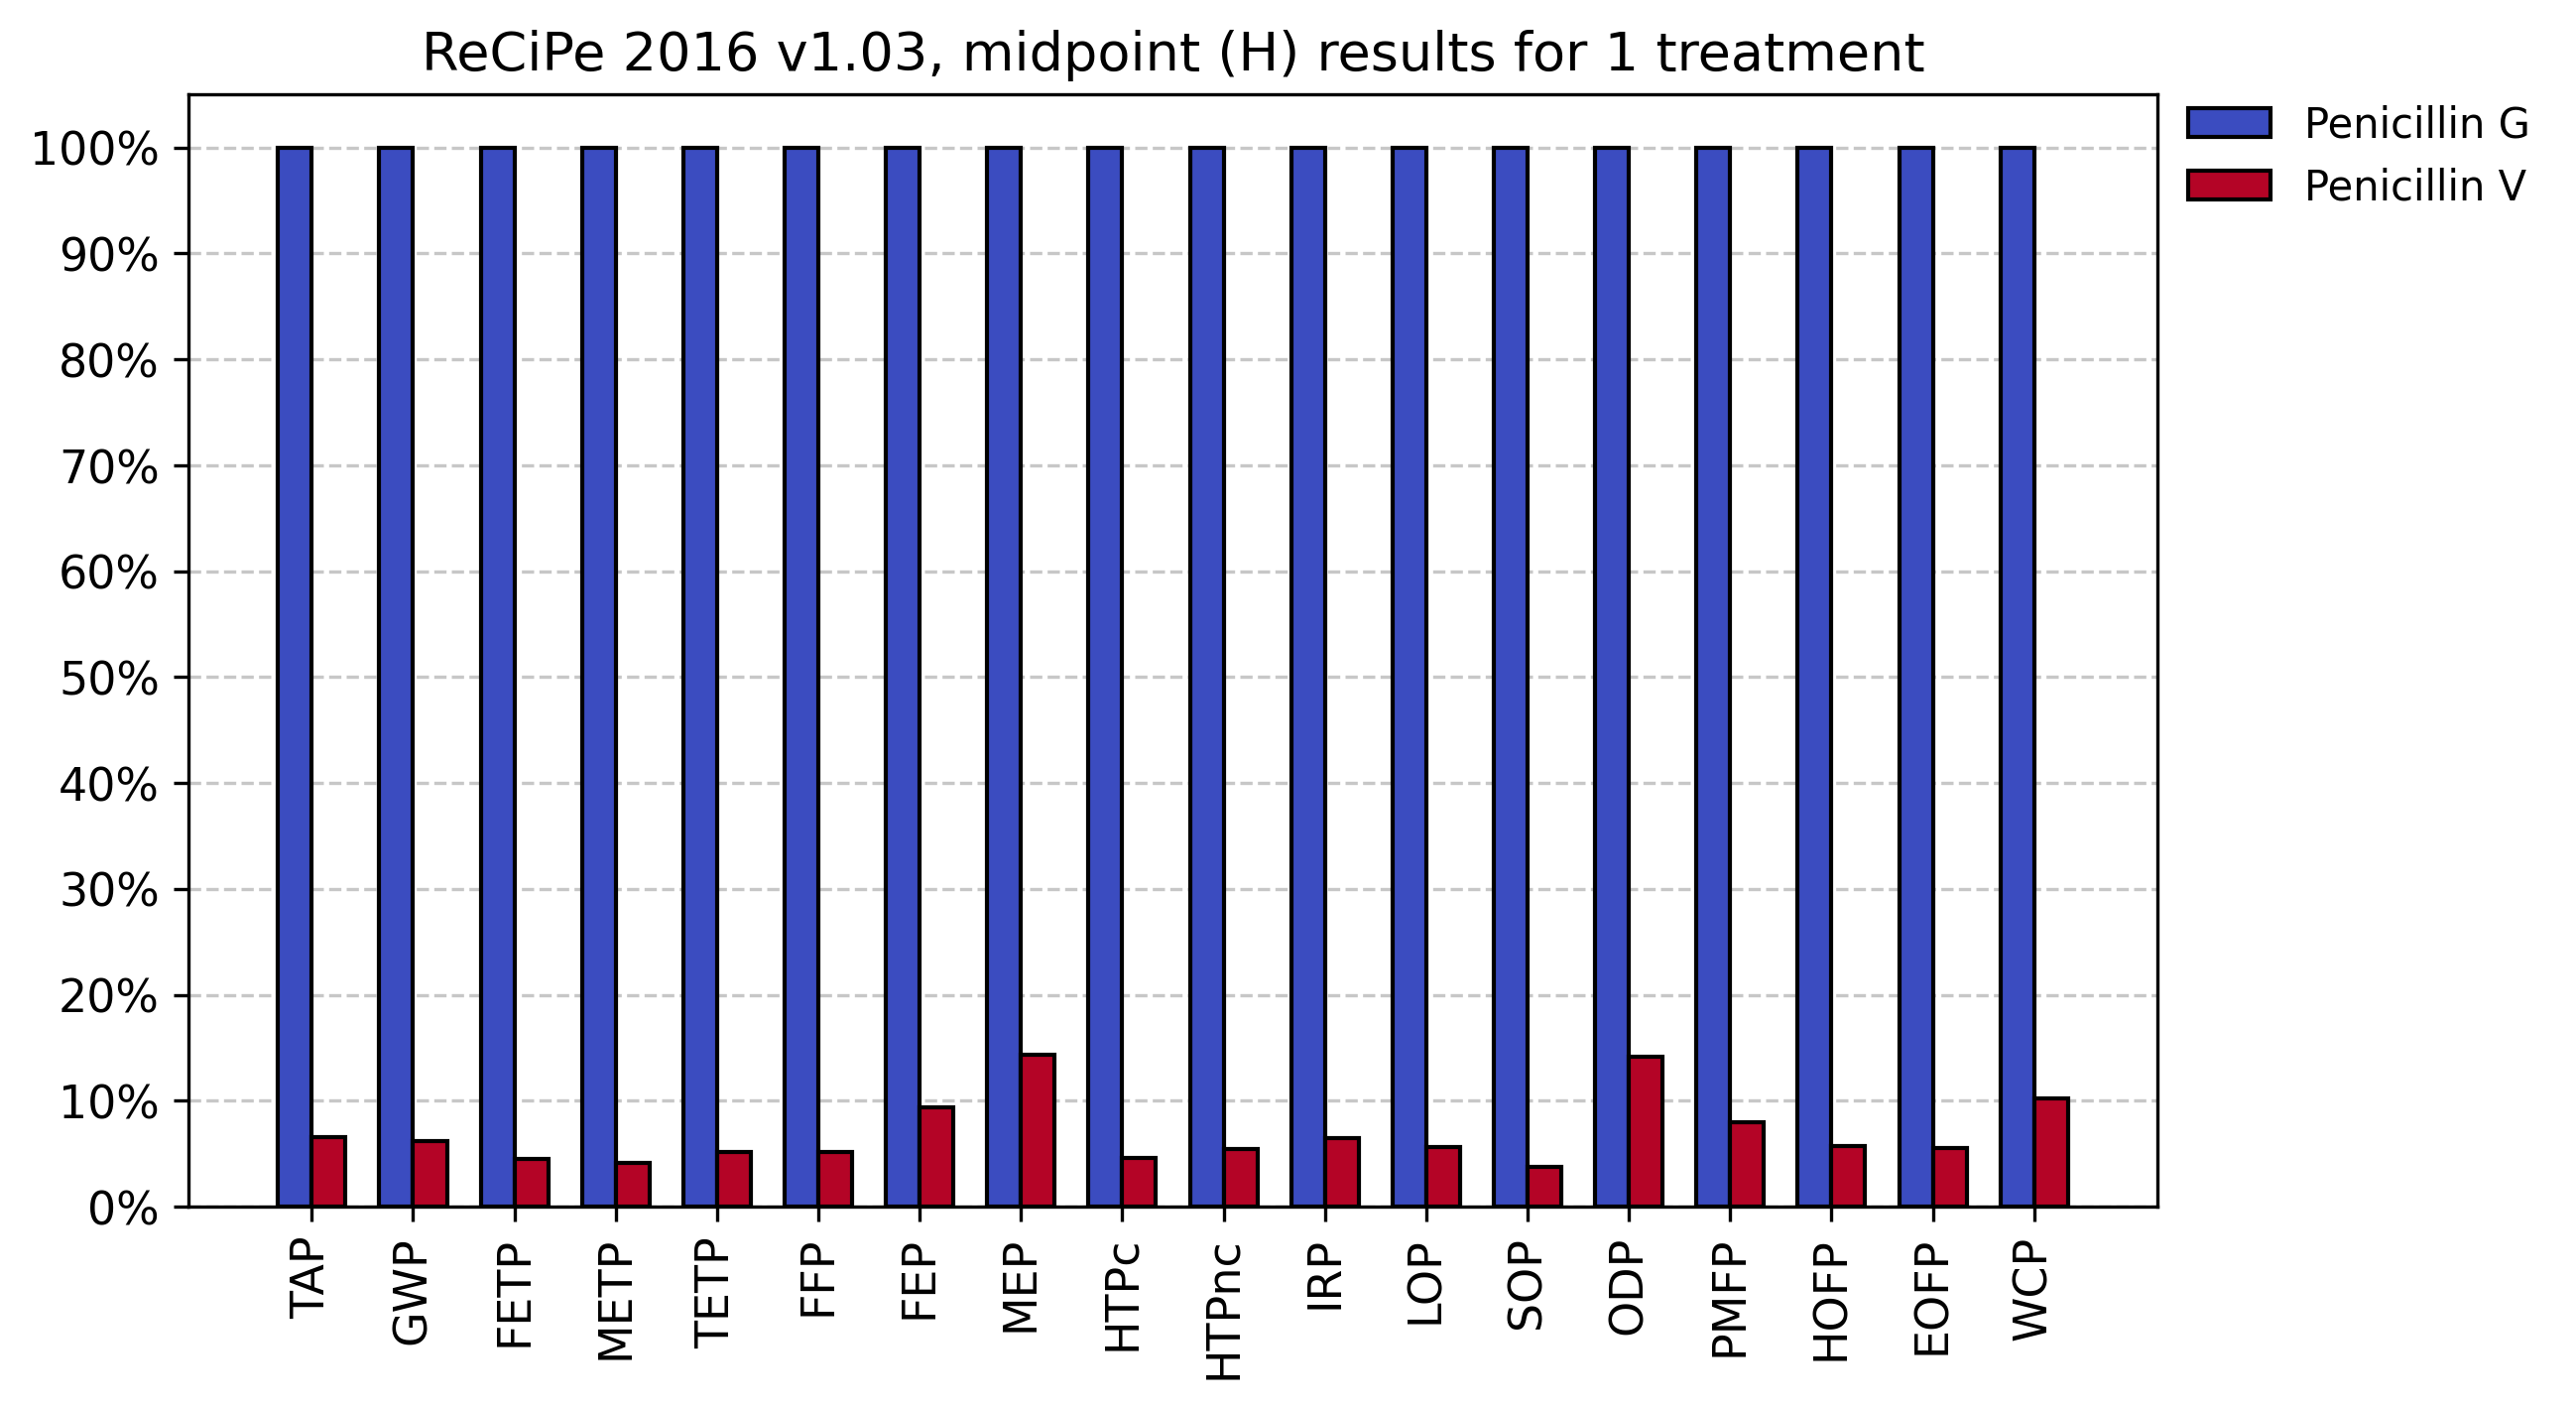 ReCiPe 2016 v1.03, midpoint (H) results for 1 treatment
Penicillin G
Penicillin V
100%
90%
80%
70%
60%
50%
40%
30%
20%
10%
0%
TAP
GWP
FETP
METP
TETP
FFP
FEP
MEP
HTPc
HTPnc
IRP
LOP
SOP
ODP
PMFP
HOFP
EOFP
WCP